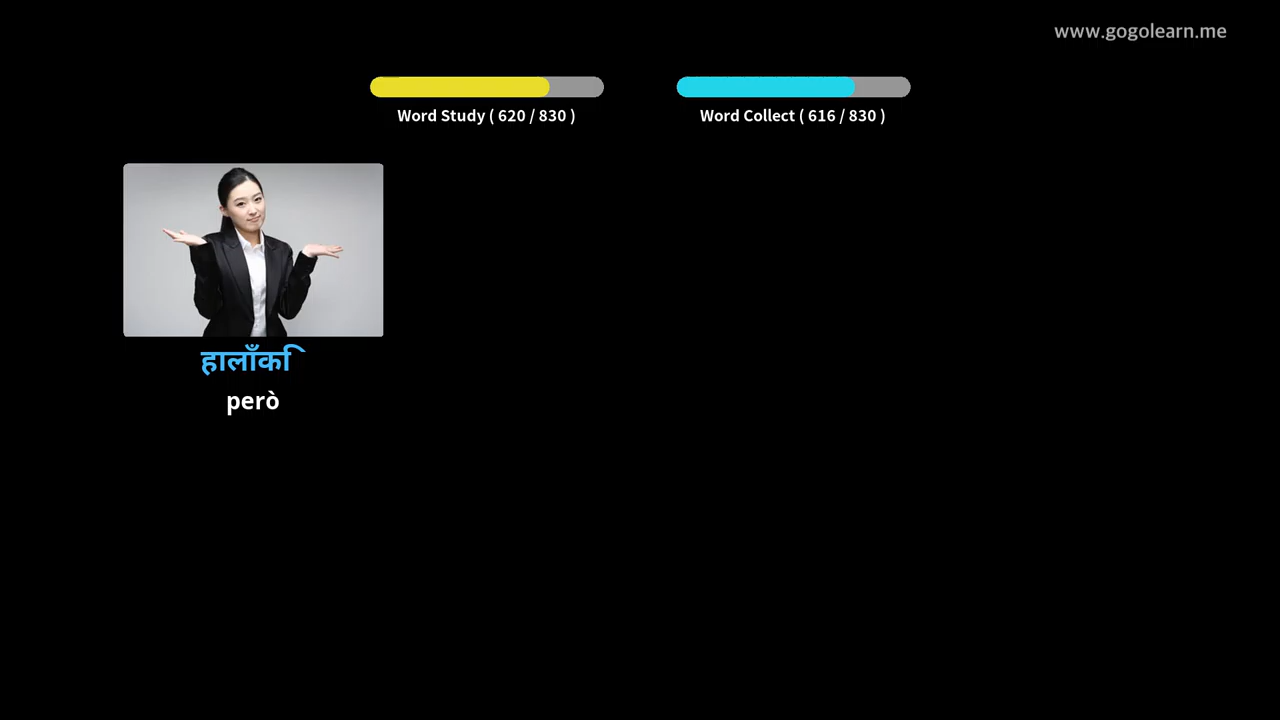 www.gogolearn.me
Word Study ( 620 / 830 )
Word Collect ( 616 / 830 )
हालाँकि
però